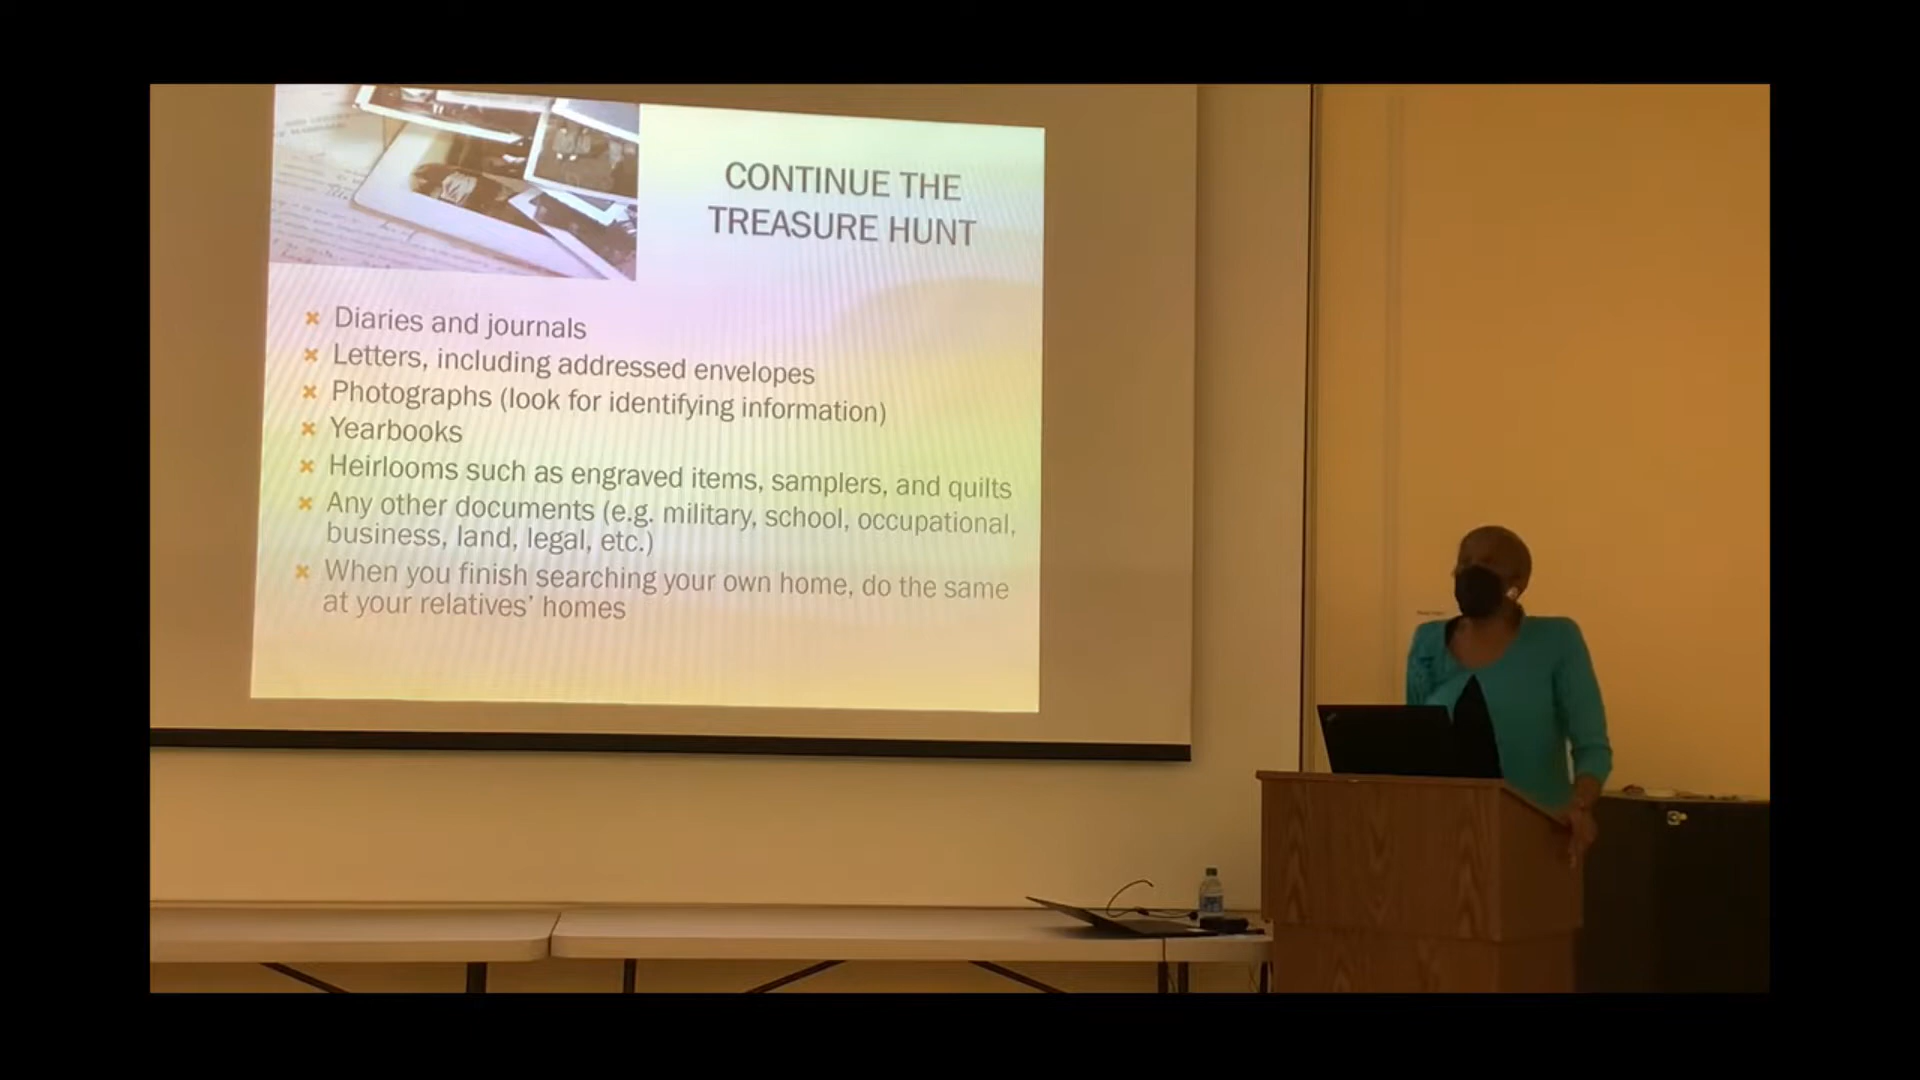 CONTINUE THE
TREASURE HUNT
Diaries and journals
Letters, including addressed envelopes
Photographs (look for identifying information)
Yearbooks
Heirlooms such as engraved items, samplers, and quilts
Any other documents (e.g. military, school, occupational,
business, land, legal, etc.)
When you finish searching your own home, do the same
at your relatives' homes